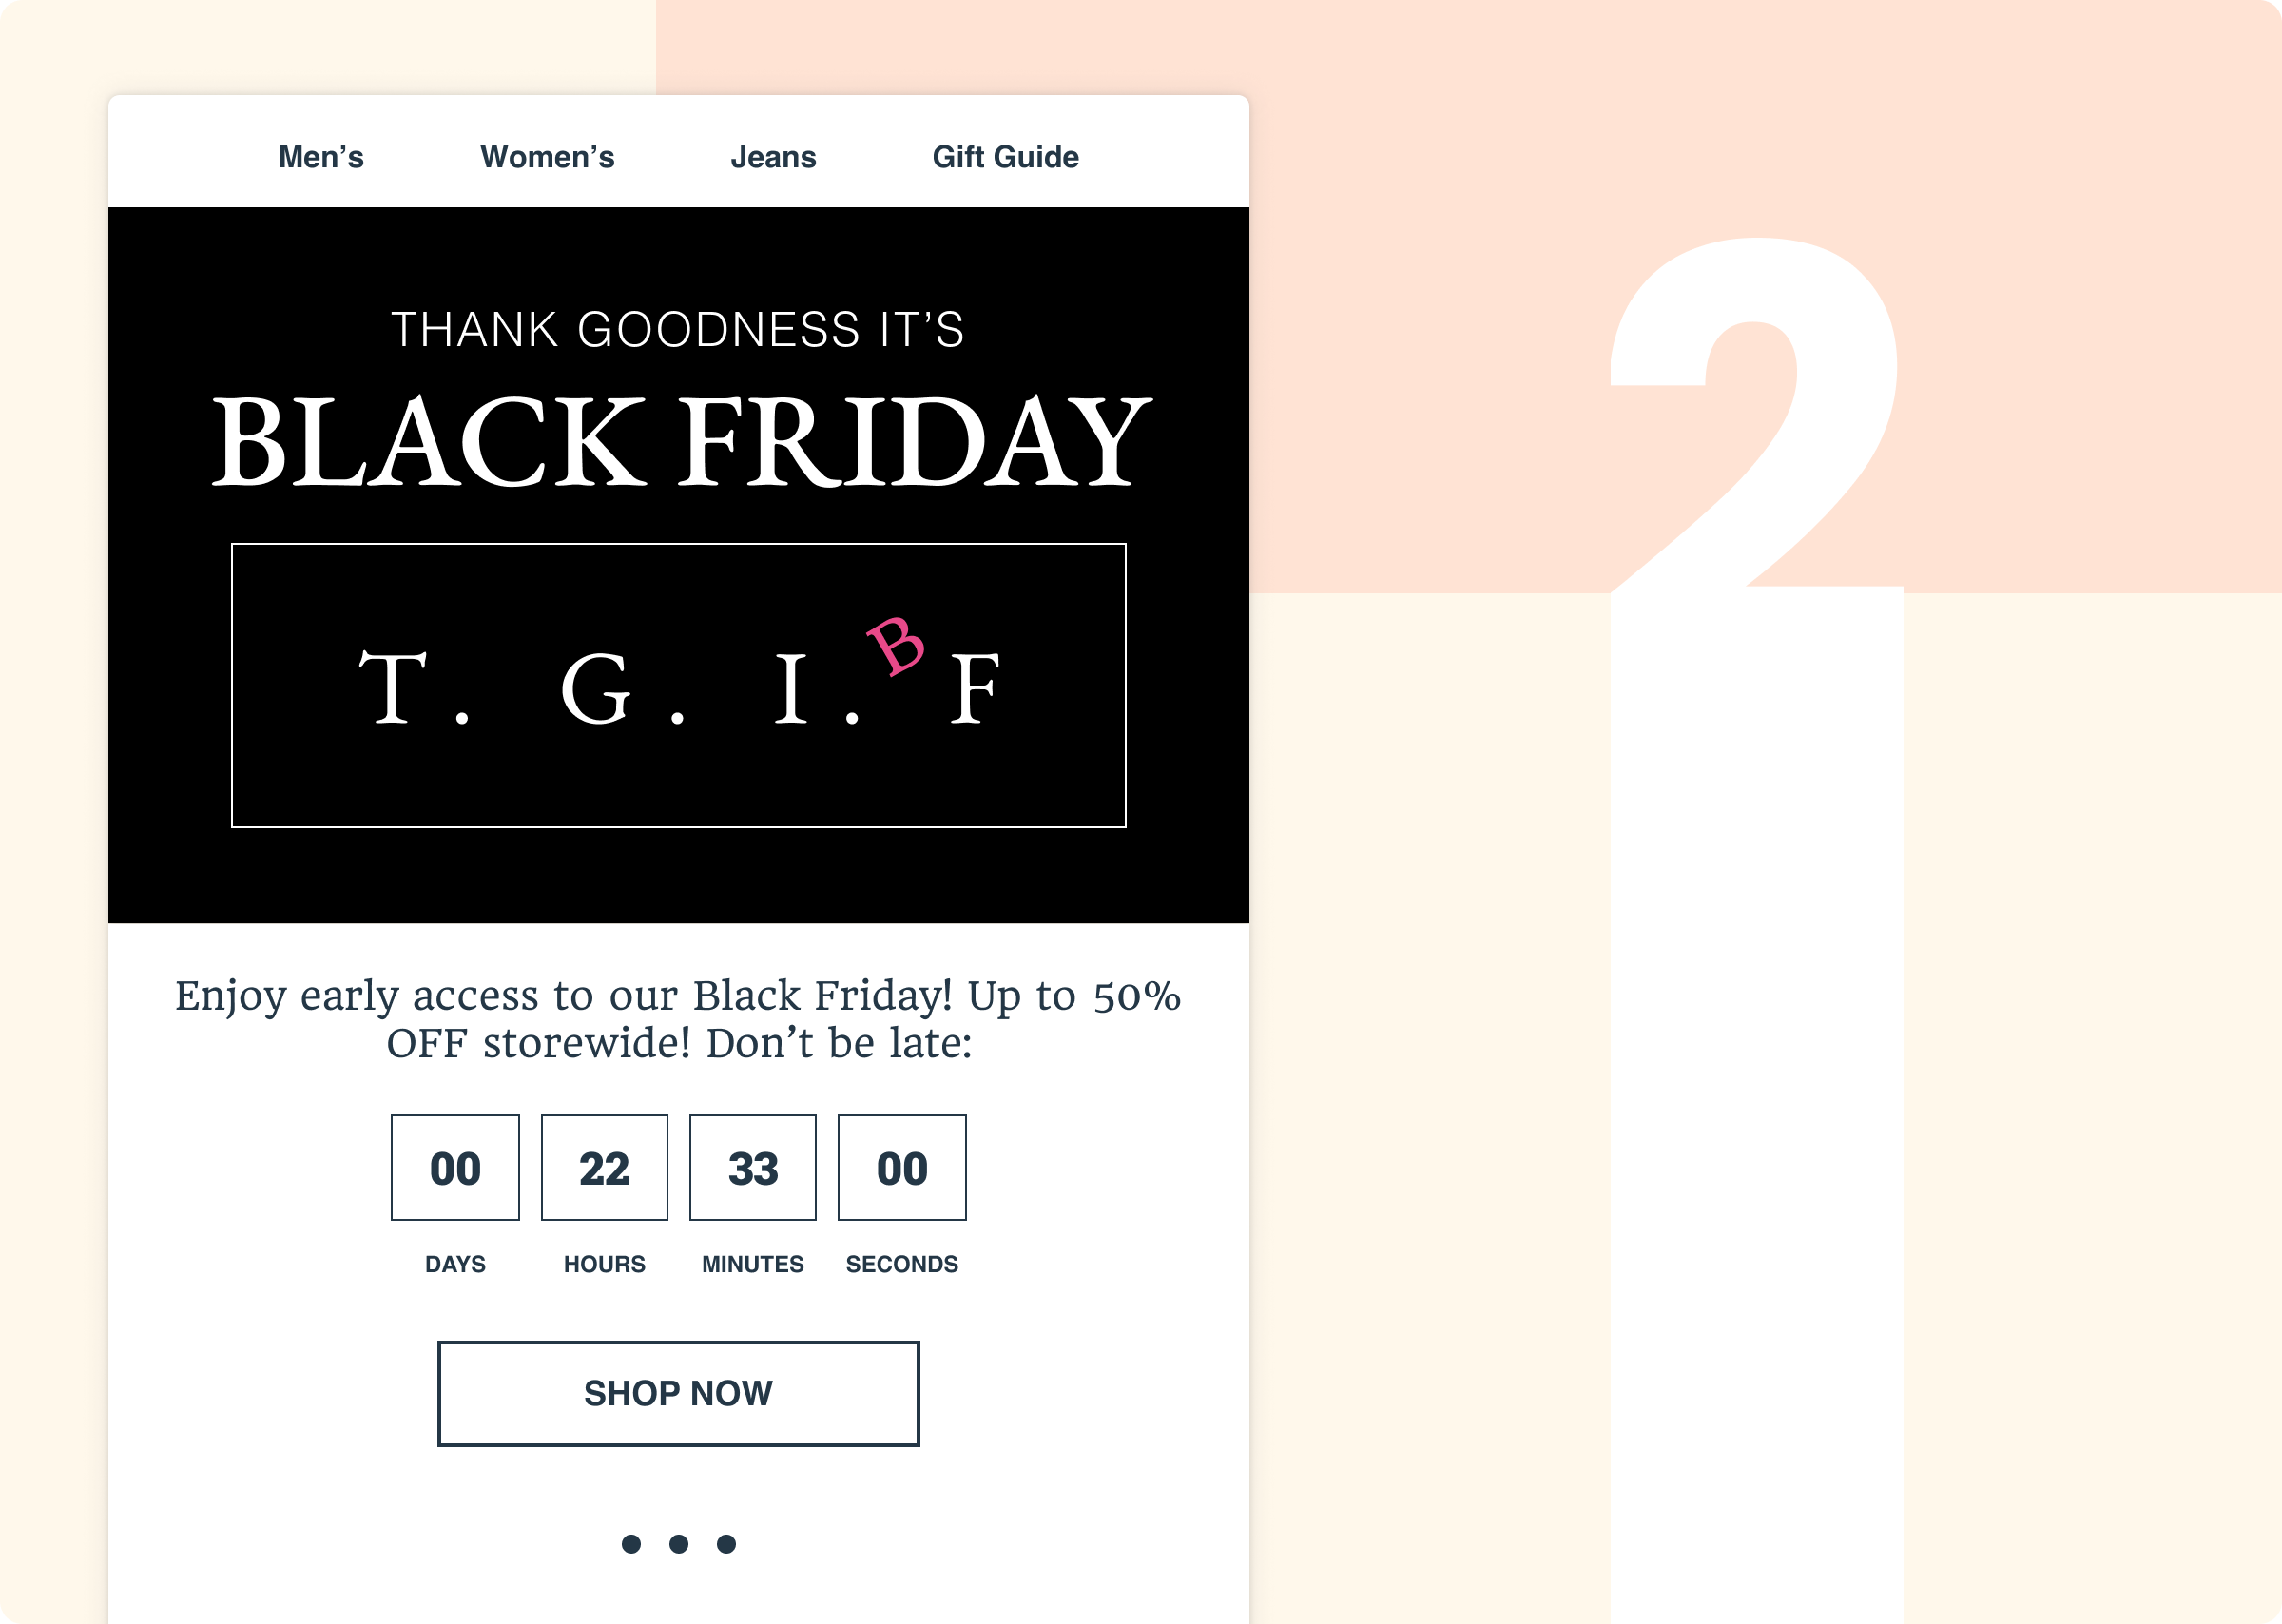 Men’s Women’s Jeans Gift Guide
THANK GOODNESS IT’S
BLACK FRIDAY
T. G. I. B F
Enjoy early access to our Black Friday! Up to 50%
OFF storewide! Don’t be late:
00 22 33 00
DAYS HOURS MINUTES SECONDS
SHOP NOW
2